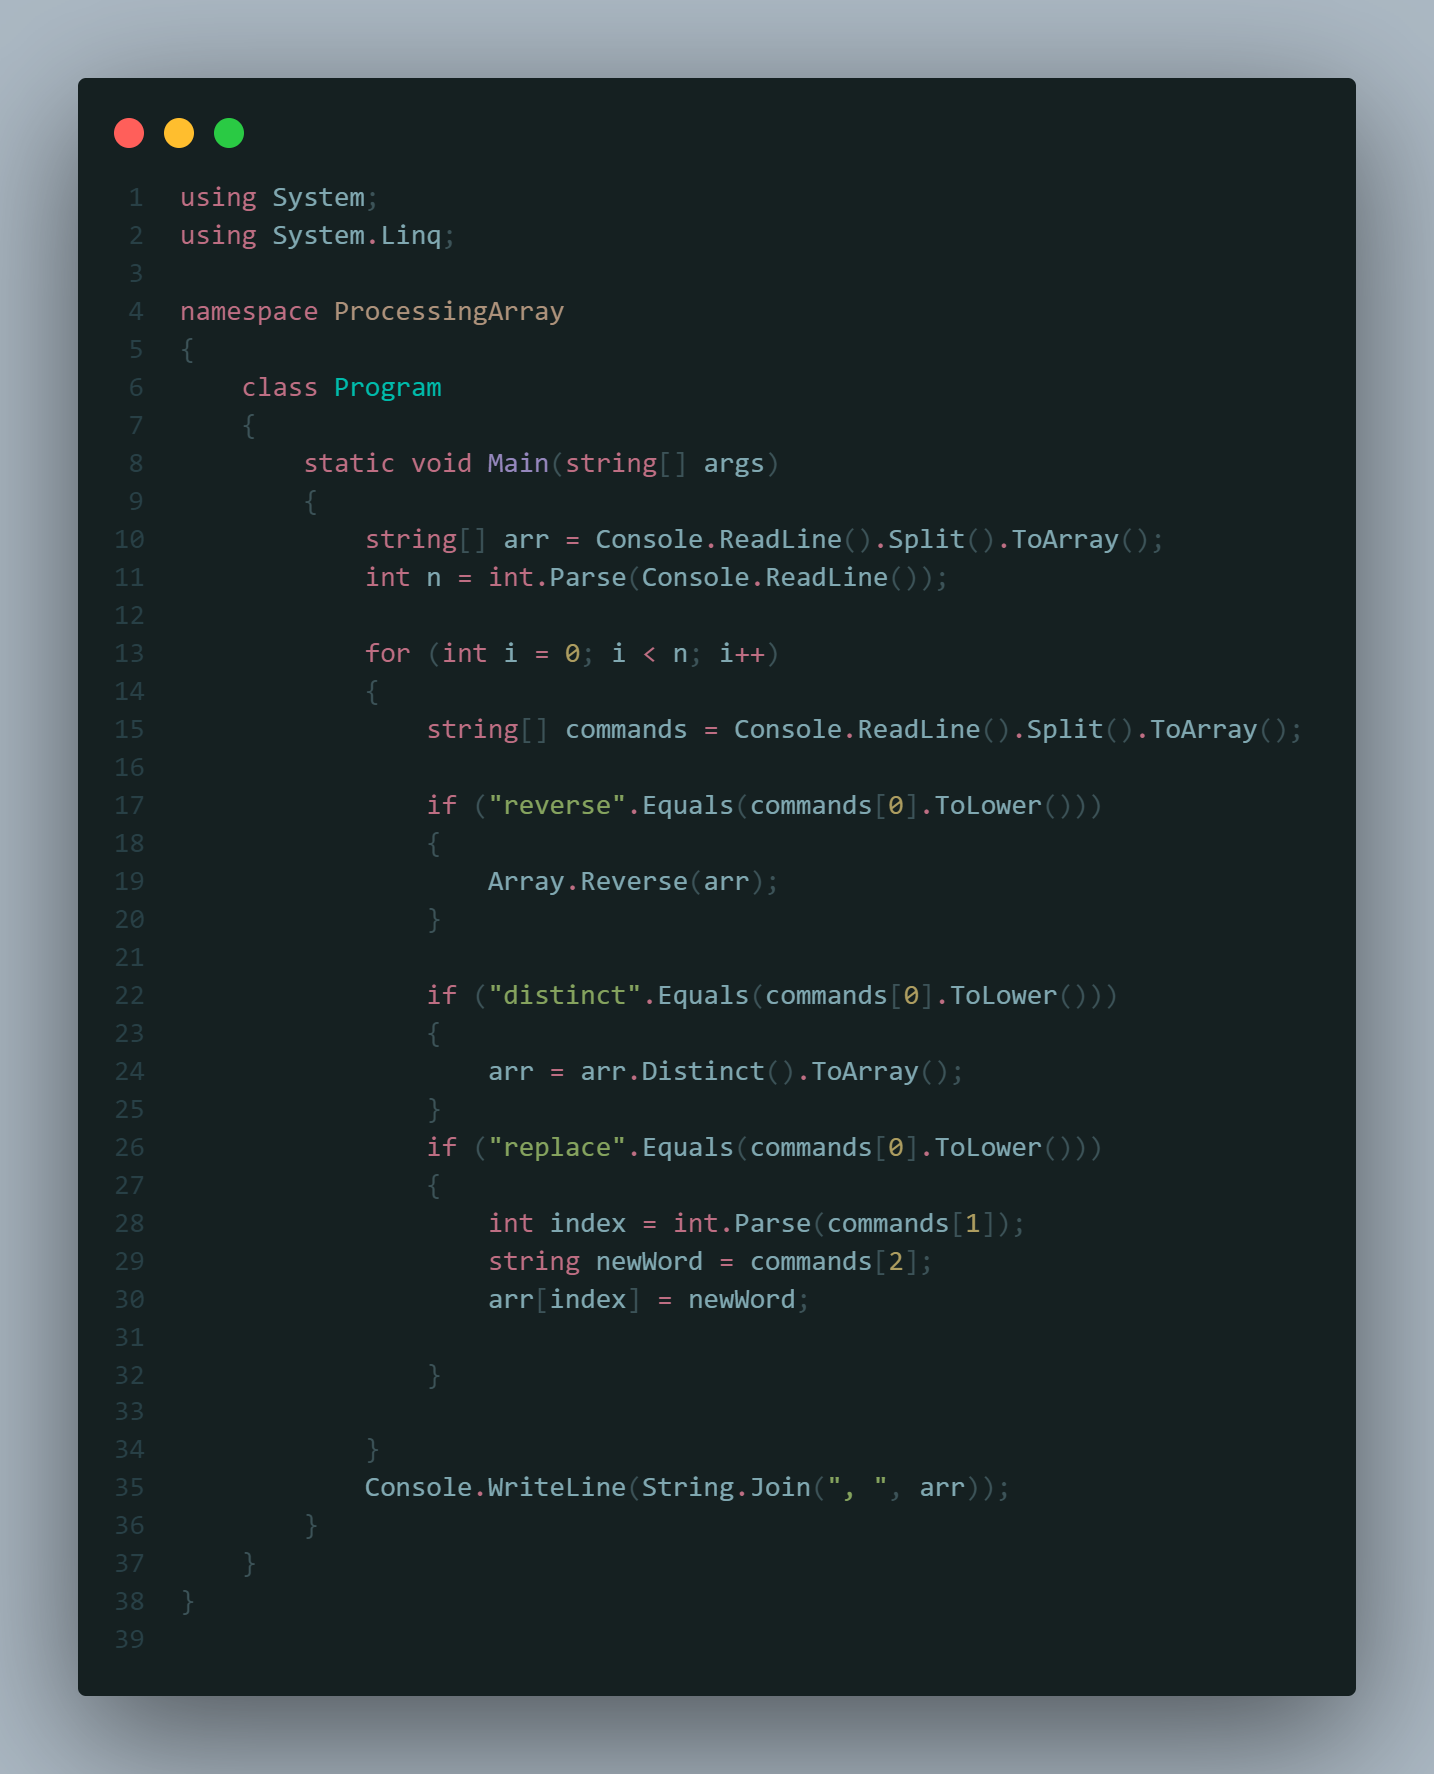 1 using System;
2 using System.Linq;
3
4 namespace ProcessingArray
5 {
6     class Program
7     {
8         static void Main(string[] args)
9         {
10             string[] arr = Console.ReadLine().Split().ToArray();
11             int n = int.Parse(Console.ReadLine());
12
13             for (int i = 0; i < n; i++)
14             {
15                 string[] commands = Console.ReadLine().Split().ToArray();
16
17                 if ("reverse".Equals(commands[0].ToLower()))
18                 {
19                     Array.Reverse(arr);
20                 }
21
22                 if ("distinct".Equals(commands[0].ToLower()))
23                 {
24                     arr = arr.Distinct().ToArray();
25                 }
26                 if ("replace".Equals(commands[0].ToLower()))
27                 {
28                     int index = int.Parse(commands[1]);
29                     string newWord = commands[2];
30                     arr[index] = newWord;
31
32                 }
33
34             }
35             Console.WriteLine(String.Join(", ", arr));
36         }
37     }
38 }
39